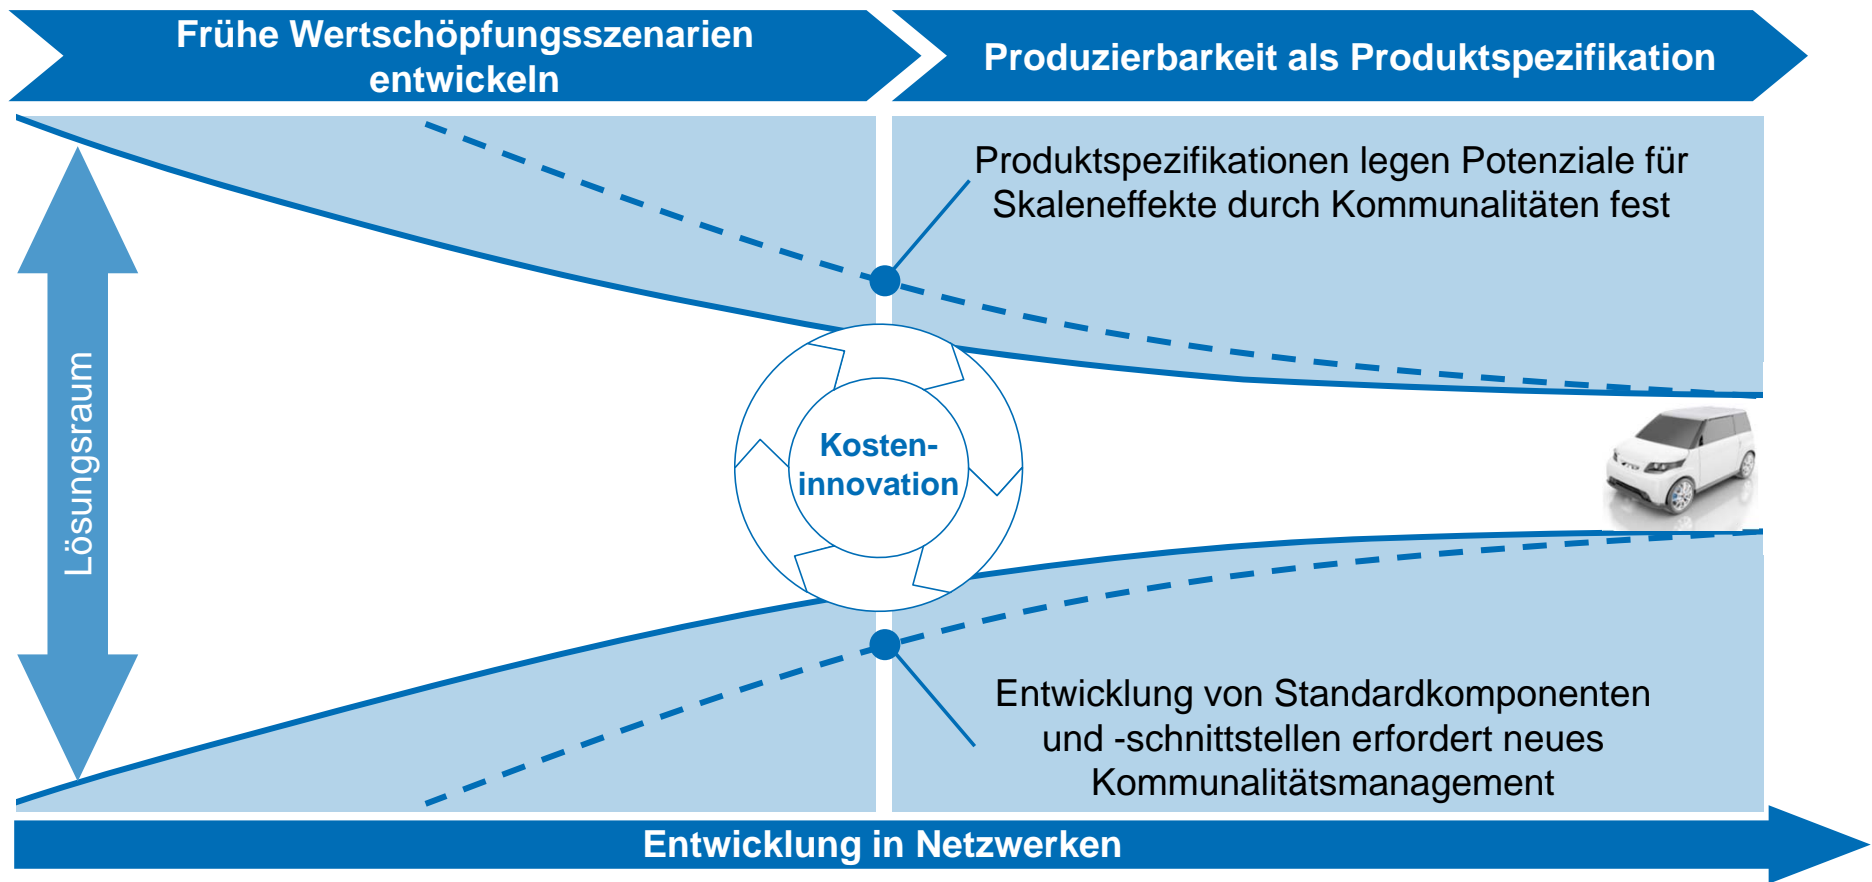 Frühe Wertschöpfungsszenarien
entwickeln
Produzierbarkeit als Produktspezifikation
Produktspezifikationen legen Potenziale für
Skaleneffekte durch Kommunalitäten fest
Lösungsraum
Kosten-
innovation
Entwicklung von Standardkomponenten
und -schnittstellen erfordert neues
Kommunalitätsmanagement
Entwicklung in Netzwerken